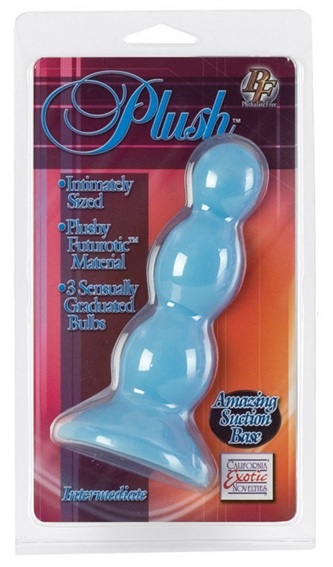 PF
Phthalate Free
Plush™
•Intimately
Sized
•Plushy
Futurotic™
Material
•3 Sensually
Graduated
Bulbs
Amazing
Suction
Base
Intermediate
CALIFORNIA
Exotic
NOVELTIES